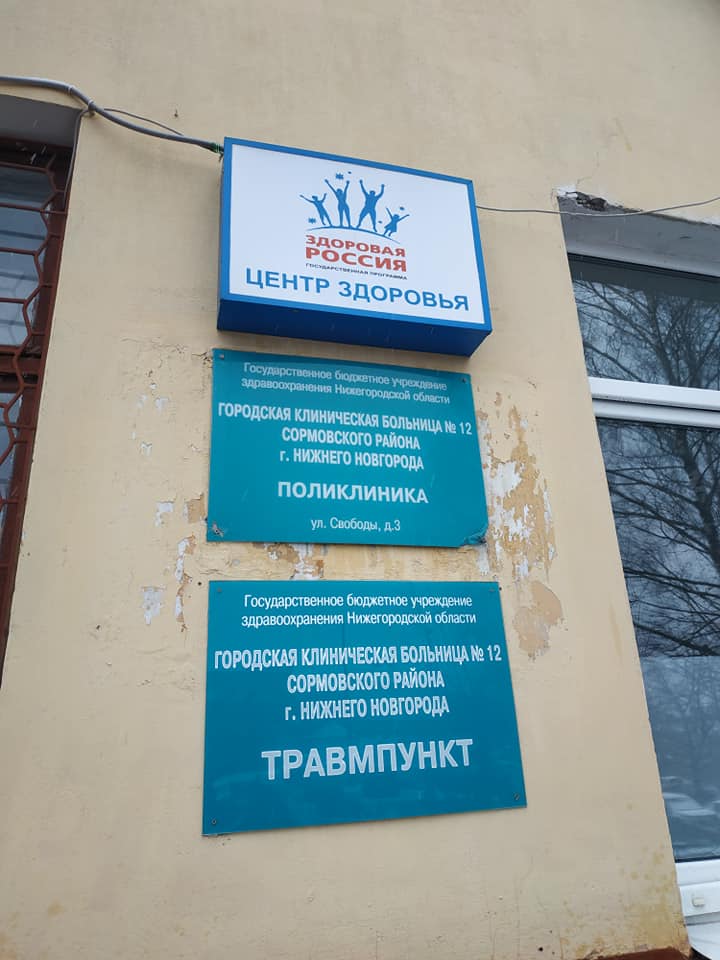 ЗДОРОВАЯ
РОССИЯ
ГОСУДАРСТВЕННАЯ ПРОГРАММА
ЦЕНТР ЗДОРОВЬЯ
Государственное бюджетное учреждение
здравоохранения Нижегородской области
ГОРОДСКАЯ КЛИНИЧЕСКАЯ БОЛЬНИЦА № 12
СОРМОВСКОГО РАЙОНА
г. НИЖНЕГО НОВГОРОДА
ПОЛИКЛИНИКА
ул. Свободы, д.3
Государственное бюджетное учреждение
здравоохранения Нижегородской области
ГОРОДСКАЯ КЛИНИЧЕСКАЯ БОЛЬНИЦА № 12
СОРМОВСКОГО РАЙОНА
г. НИЖНЕГО НОВГОРОДА
ТРАВМПУНКТ